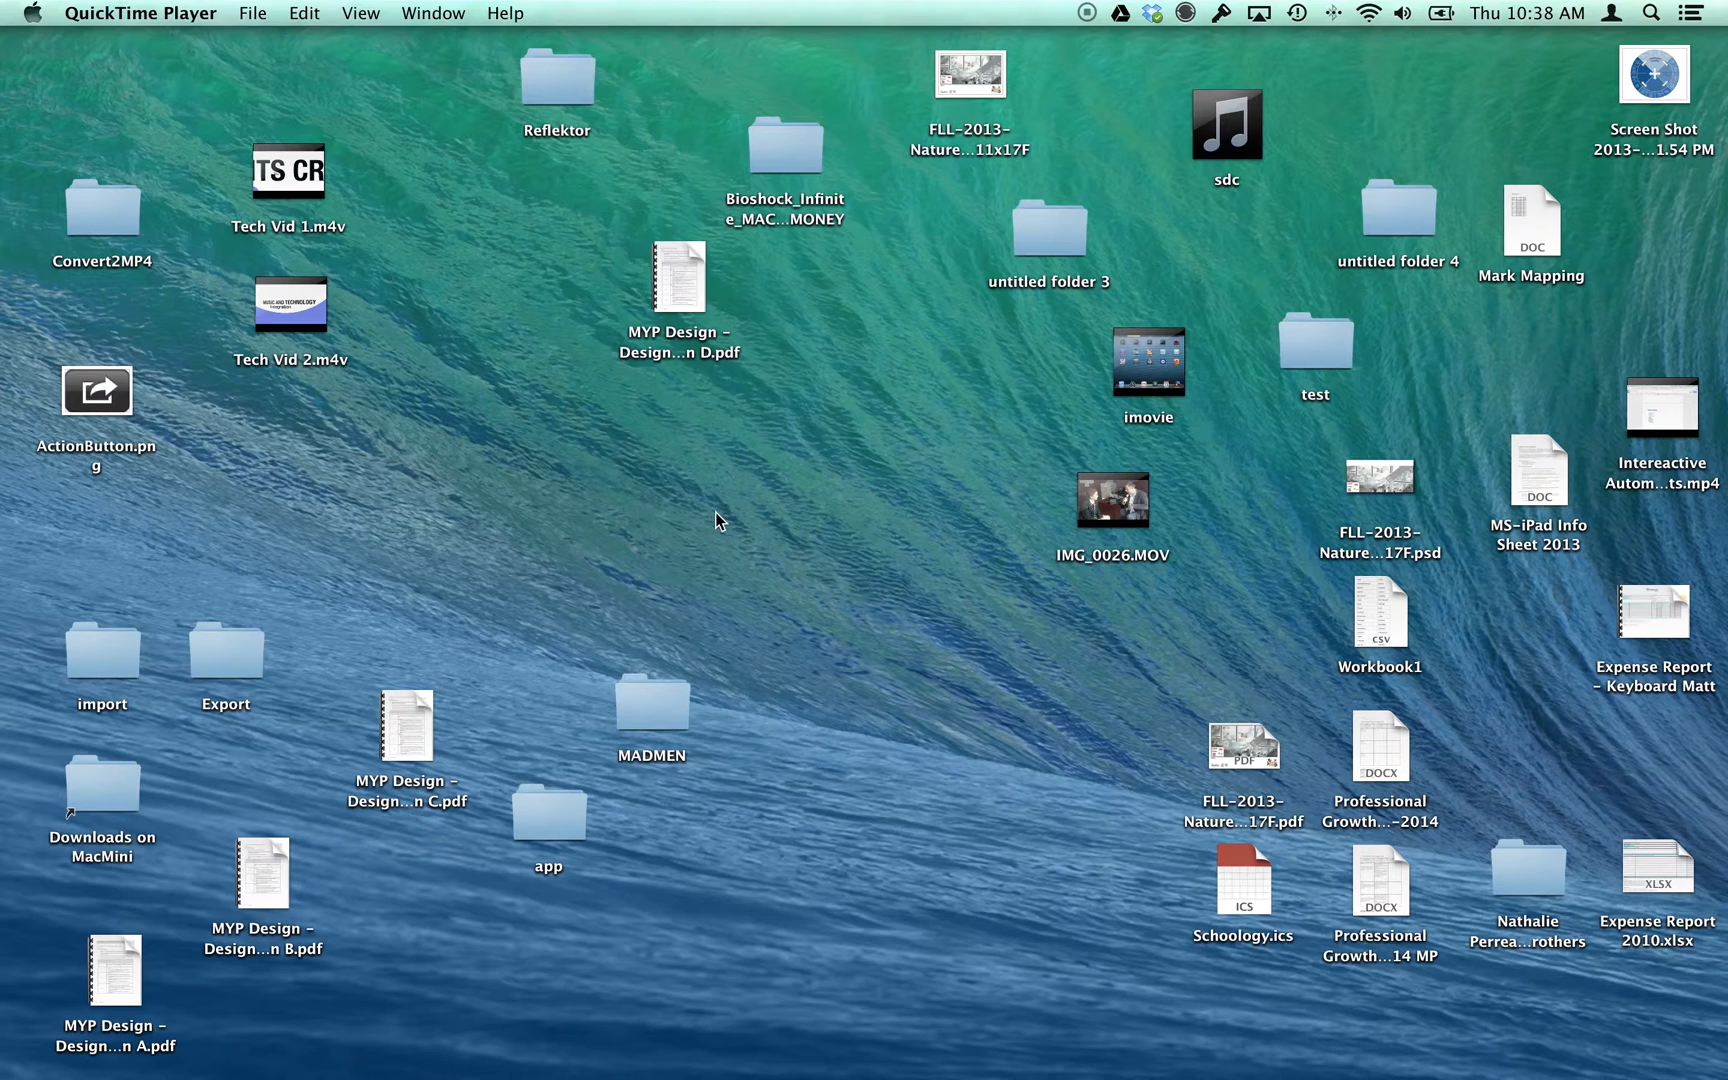 QuickTime Player File Edit View Window Help Thu 10:38 AM
Reflektor
FLL-2013-
Nature...11x17F
Screen Shot
2013-...1.54 PM
sdc
ITS CR
Tech Vid 1.m4v
Bioshock_Infinit
e_MAC...MONEY
Convert2MP4
untitled folder 3
untitled folder 4
DOC
Mark Mapping
MUSIC AND TECHNOLOGY
Integration
Tech Vid 2.m4v
MYP Design -
Design...n D.pdf
imovie
test
ActionButton.pn
g
Intereactive
Autom...ts.mp4
IMG_0026.MOV
FLL-2013-
Nature...17F.psd
DOC
MS-iPad Info
Sheet 2013
CSV
Workbook1
Expense Report
- Keyboard Matt
import
Export
MYP Design -
Design...n C.pdf
MADMEN
PDF
FLL-2013-
Nature...17F.pdf
DOCX
Professional
Growth...-2014
Downloads on
MacMini
app
MYP Design -
Design...n B.pdf
ICS
Schoology.ics
DOCX
Professional
Growth...14 MP
Nathalie
Perrea...rothers
XLSX
Expense Report
2010.xlsx
MYP Design -
Design...n A.pdf